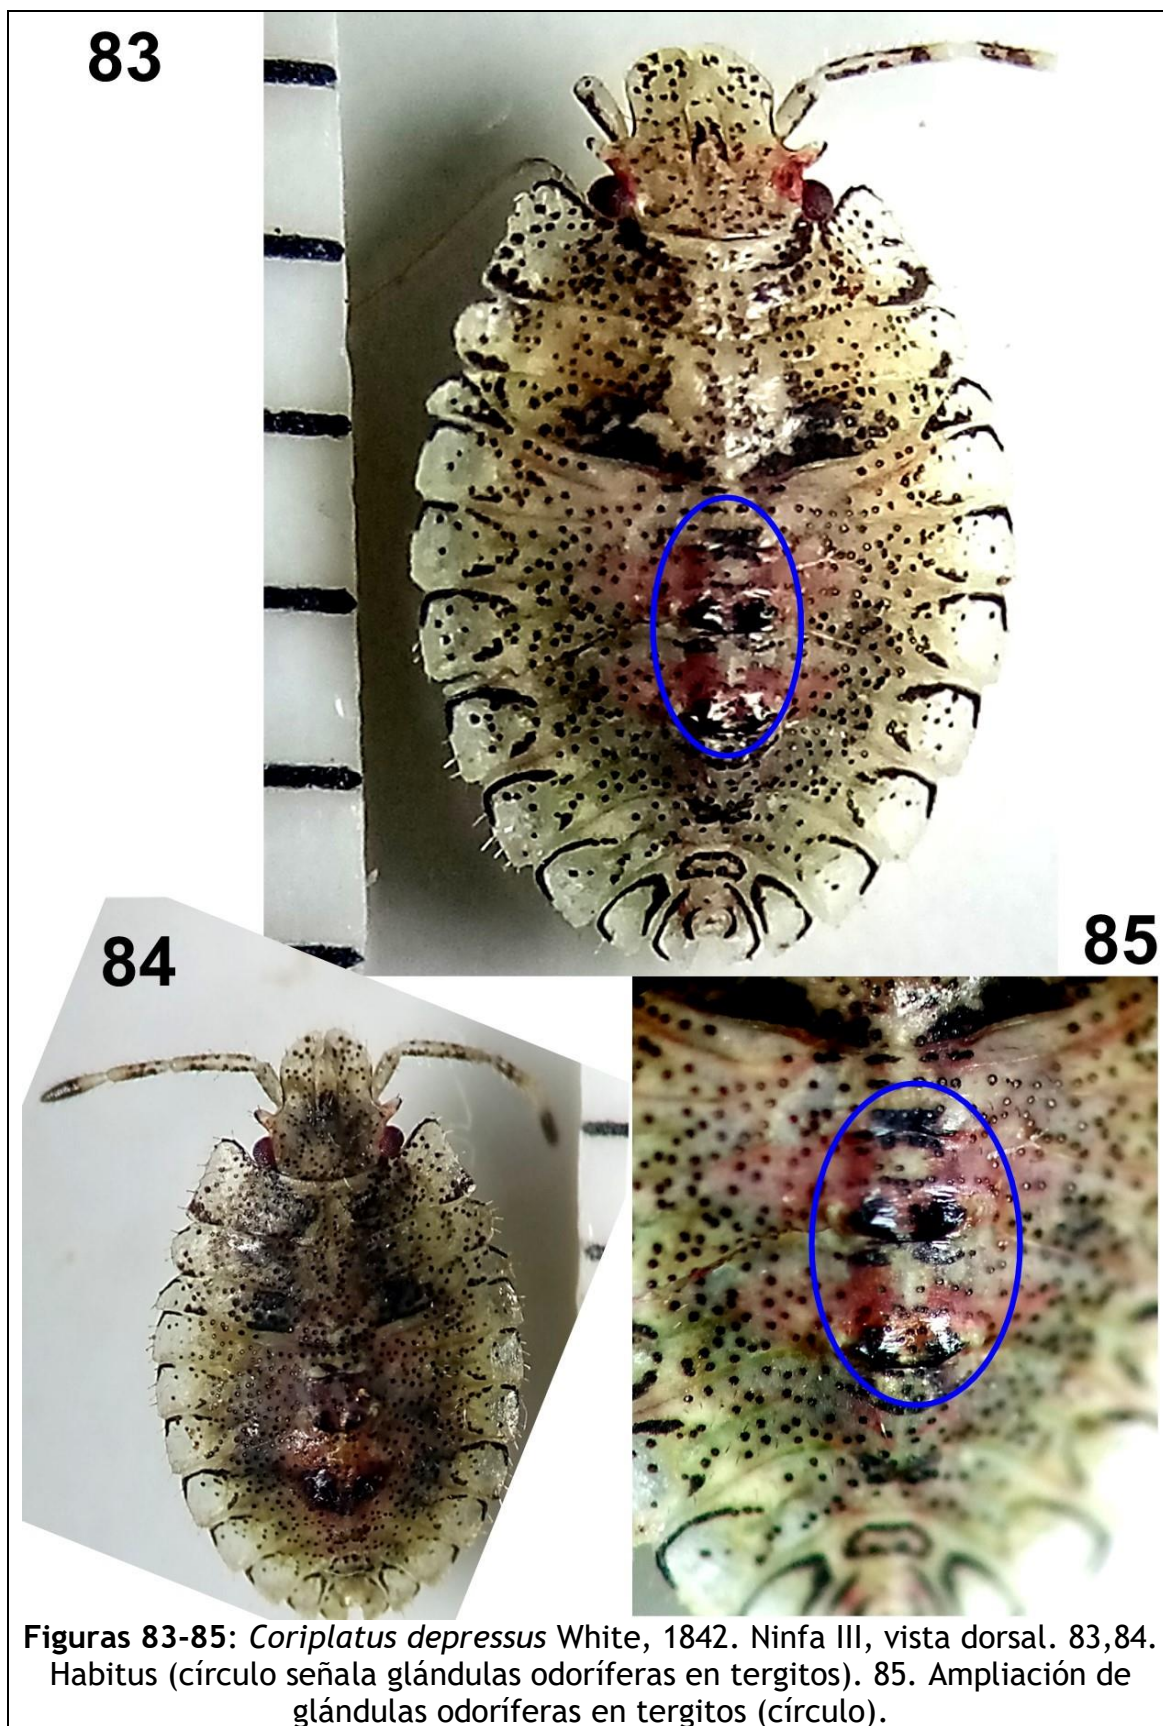 83
84
85
Figuras 83-85: Coriplatus depressus White, 1842. Ninfa III, vista dorsal. 83,84.
Habitus (círculo señala glándulas odoríferas en tergitos). 85. Ampliación de
glándulas odoríferas en tergitos (círculo).